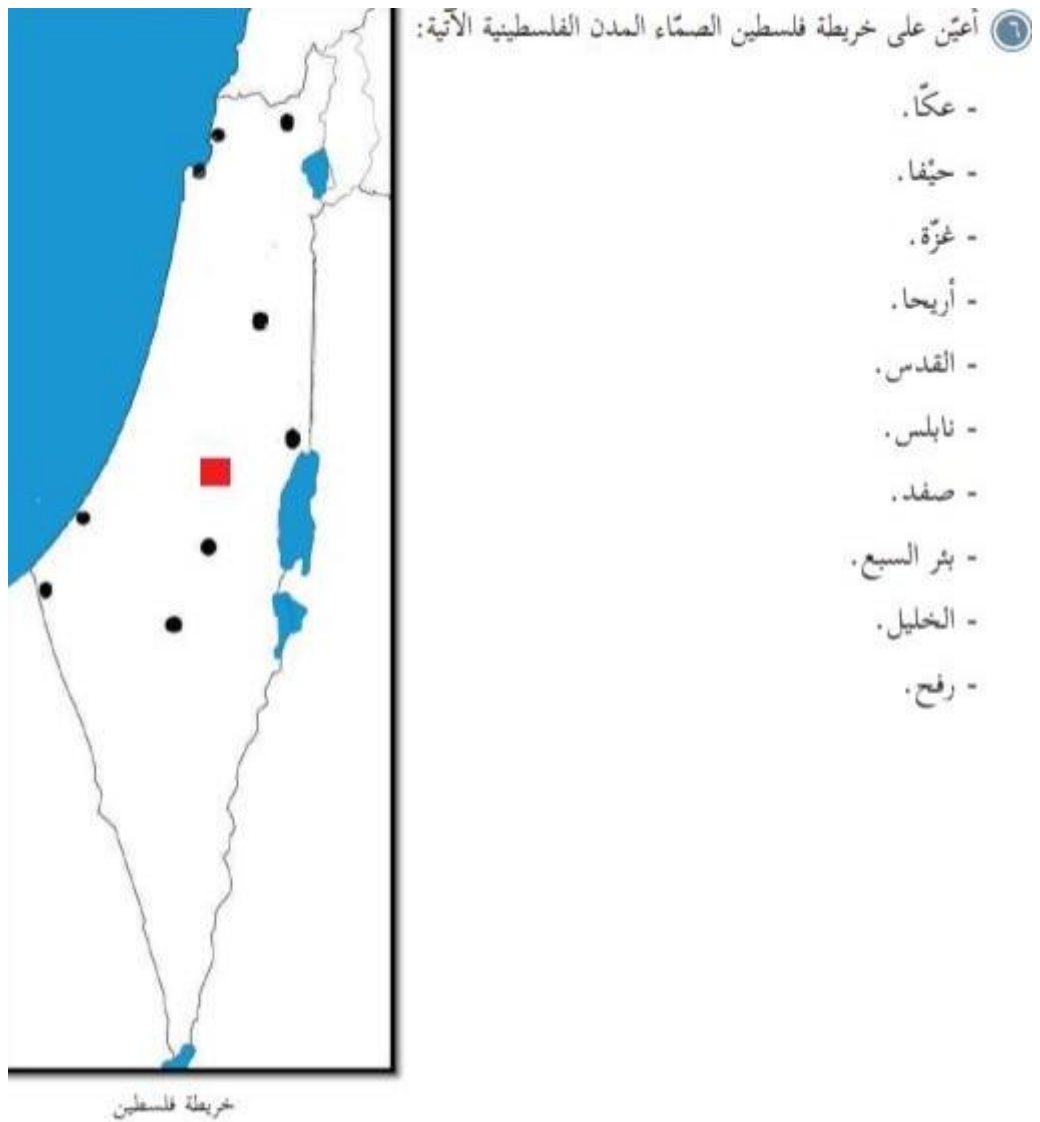 ٦ أعيّن على خريطة فلسطين الصمّاء المدن الفلسطينية الآتية:
- عكّا.
- حيْفا.
- غزّة.
- أريحا.
- القدس.
- نابلس.
- صفد.
- بئر السبع.
- الخليل.
- رفح.
خريطة فلسطين